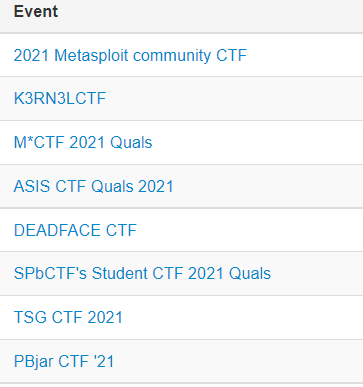 Event
2021 Metasploit community CTF
K3RN3LCTF
M*CTF 2021 Quals
ASIS CTF Quals 2021
DEADFACE CTF
SPbCTF's Student CTF 2021 Quals
TSG CTF 2021
PBjar CTF '21